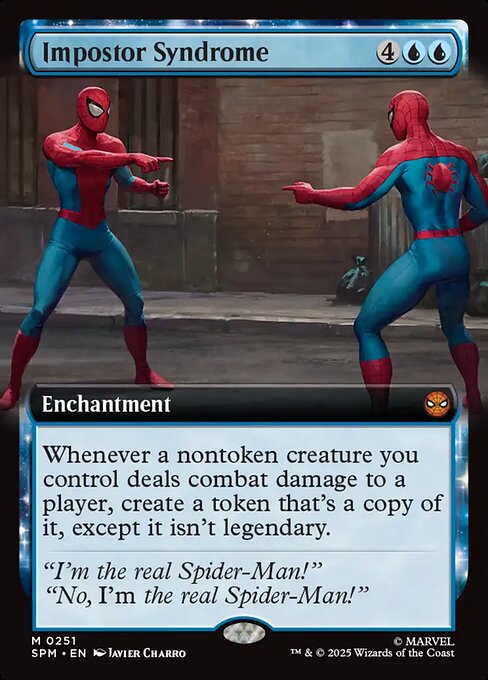 Impostor Syndrome 4
Enchantment
Whenever a nontoken creature you
control deals combat damage to a
player, create a token that's a copy of
it, except it isn't legendary.
“I'm the real Spider-Man!”
“No, I'm the real Spider-Man!”
M 0251
SPM • EN Javier Charro
© MARVEL
™ & © 2025 Wizards of the Coast